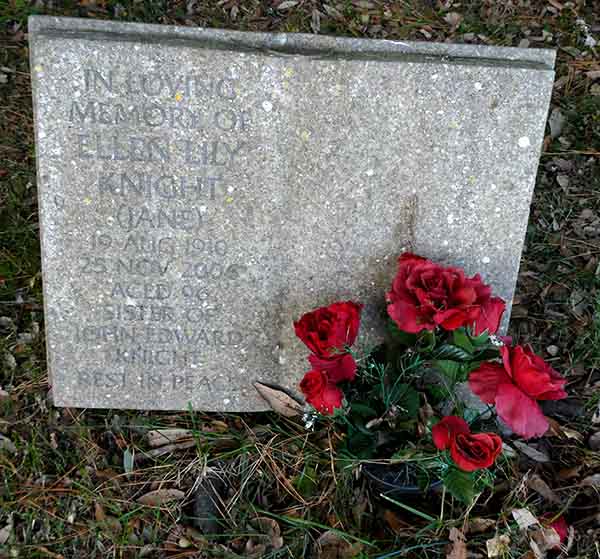 IN LOVING
MEMORY OF
ELLEN LILY
KNIGHT
(JANE)
19 AUG 1910
25 NOV 2006
AGED 96
SISTER OF
JOHN EDWARD
KNIGHT
REST IN PEACE